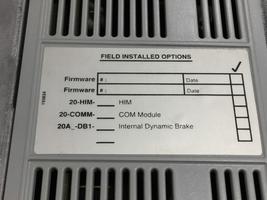 FIELD INSTALLED OPTIONS
Firmware #: Date
Firmware #: Date
20-HIM- HIM
20-COMM- COM Module
20A_-DB1- Internal Dynamic Brake